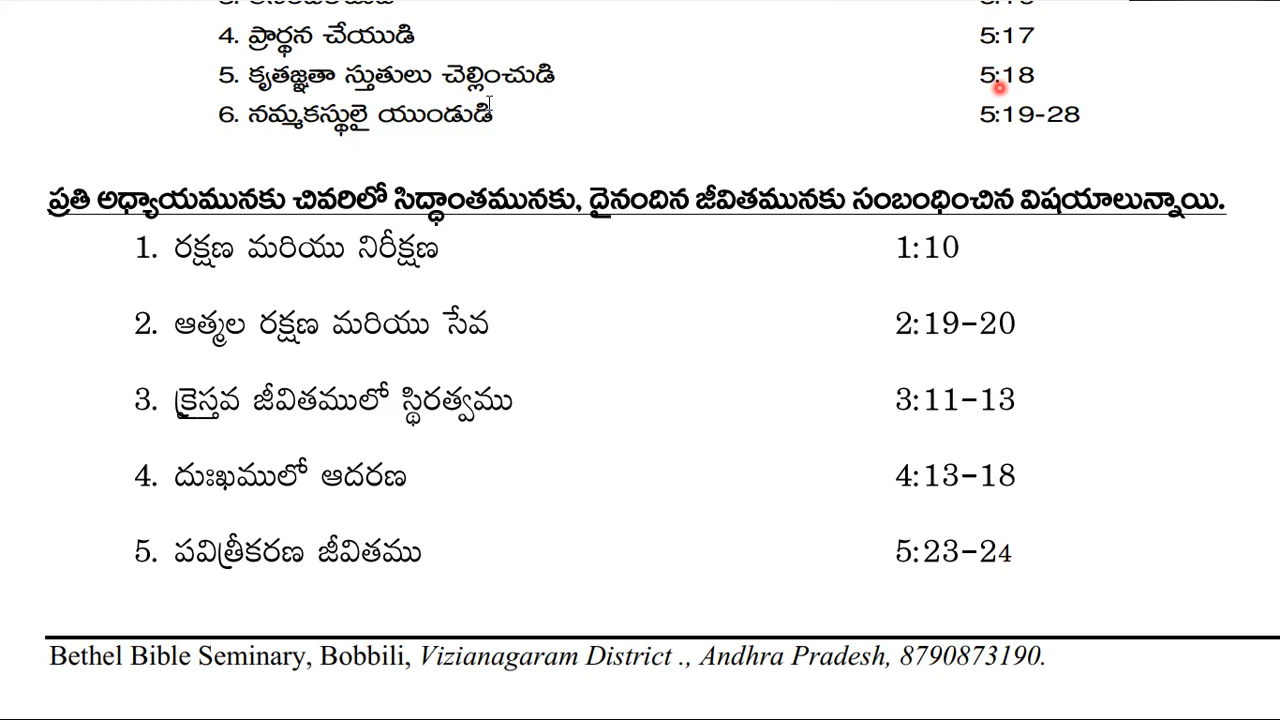 4. ప్రార్థన చేయుడి 5:17
5. కృతజ్ఞతా స్తుతులు చెల్లించుడి 5:18
6. నమ్మకస్థులై యుండుడి 5:19-28
ప్రతి అధ్యాయమునకు చివరిలో సిద్ధాంతమునకు, దైనందిన జీవితమునకు సంబంధించిన విషయాలున్నాయి.
1. రక్షణ మరియు నిరీక్షణ 1:10
2. ఆత్మల రక్షణ మరియు సేవ 2:19-20
3. క్రైస్తవ జీవితములో స్థిరత్వము 3:11-13
4. దుఃఖములో ఆదరణ 4:13-18
5. పవిత్రీకరణ జీవితము 5:23-24
Bethel Bible Seminary, Bobbili, Vizianagaram District ., Andhra Pradesh, 8790873190.